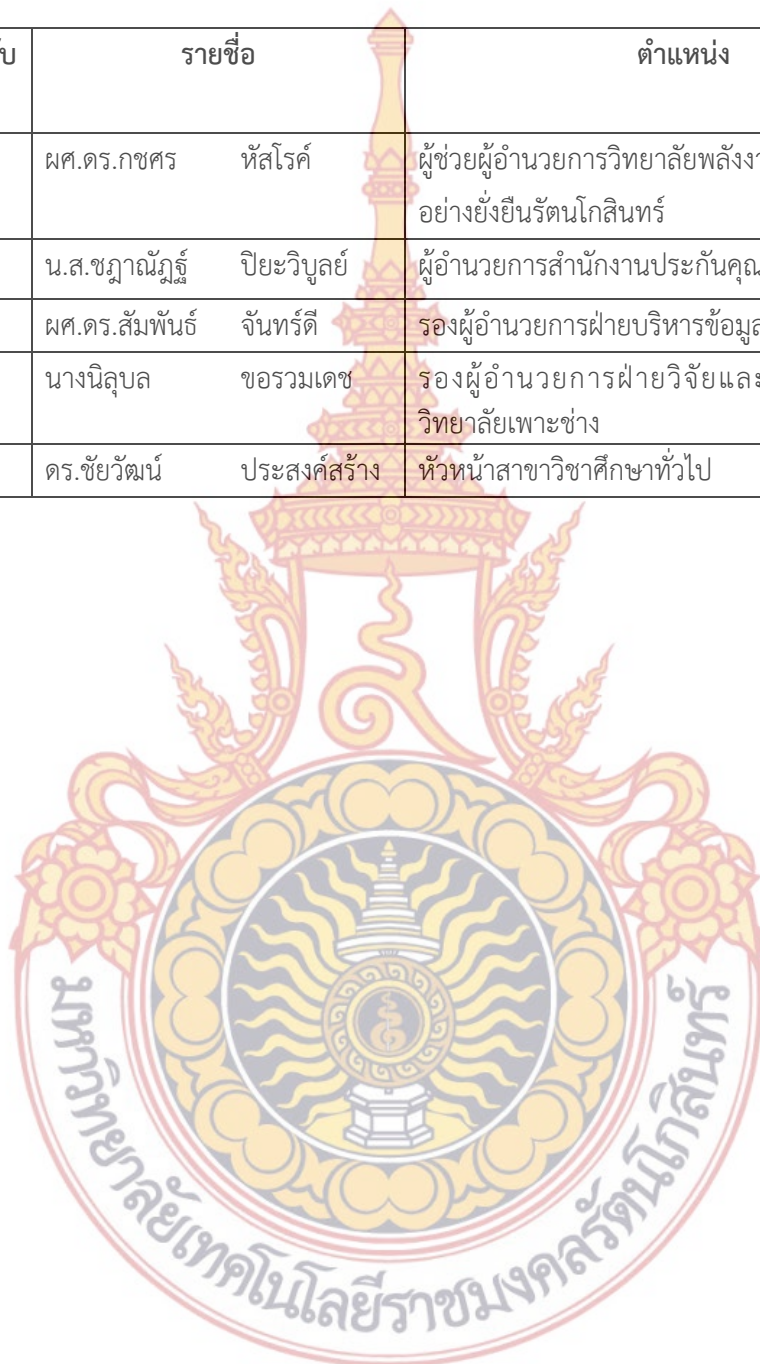 รายชื่อ ตำแหน่ง
ผศ.ดร.กชศร หัสโรค์ ผู้ช่วยผู้อำนวยการวิทยาลัยพลังงา
อย่างยั่งยืนรัตนโกสินทร์
น.ส.ชฎาณัฏฐ์ ปิยะวิบูลย์ ผู้อำนวยการสำนักงานประกันคุณ
ผศ.ดร.สัมพันธ์ จันทร์ดี รองผู้อำนวยการฝ่ายบริหารข้อมูล
นางนิลุบล ขอรวมเดช รองผู้อำนวยการฝ่ายวิจัยและ
วิทยาลัยเพาะช่าง
ดร.ชัยวัฒน์ ประสงค์สร้าง หัวหน้าสาขาวิชาศึกษาทั่วไป
มหาวิทยาลัยเทคโนโลยีราชมงคลรัตนโกสินทร์